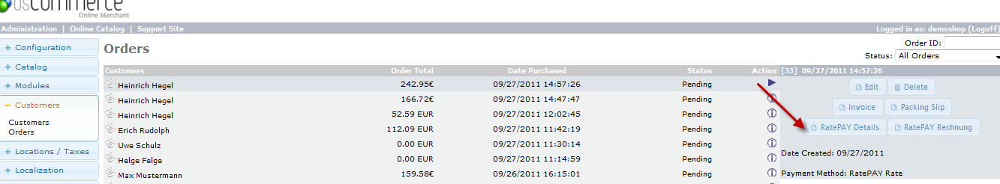 oscommerce
Online Merchant
Administration | Online Catalog | Support Site
Logged in as: demoshop (Logoff)
+ Configuration
+ Catalog
+ Modules
− Customers
Customers
Orders
+ Locations / Taxes
+ Localization
Orders
Order ID:
Status: All Orders
Customers Order Total Date Purchased Status Action
Heinrich Hegel 242.95€ 09/27/2011 14:57:26 Pending
Heinrich Hegel 166.72€ 09/27/2011 14:47:47 Pending
Heinrich Hegel 52.59 EUR 09/27/2011 12:02:45 Pending
Erich Rudolph 112.09 EUR 09/27/2011 11:42:19 Pending
Uwe Schulz 0.00 EUR 09/27/2011 11:30:14 Pending
Helge Felge 0,00 EUR 09/27/2011 11:14:59 Pending
Max Mustermann 159.58€ 09/26/2011 16:15:01 Pending
[33] 09/27/2011 14:57:26
Edit Delete
Invoice Packing Slip
RatePAY Details RatePAY Rechnung
Date Created: 09/27/2011
Payment Method: RatePAY Rate